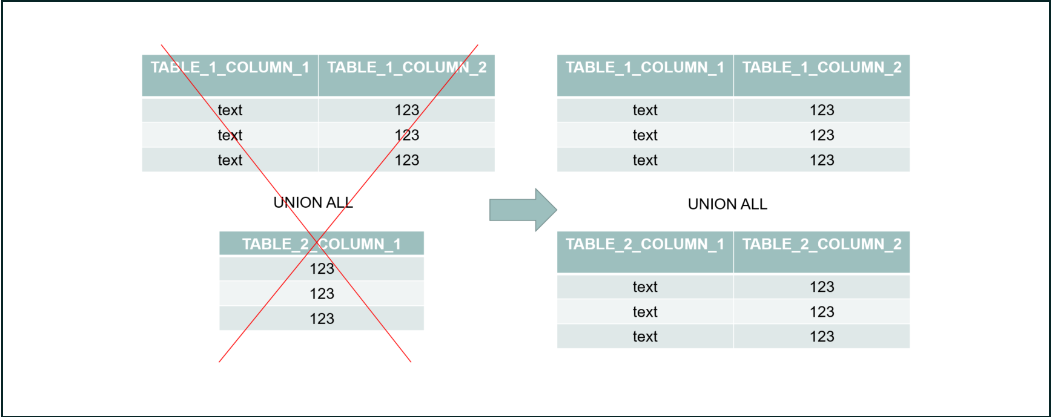 TABLE_1_COLUMN_1 TABLE_1_COLUMN_2
text 123
text 123
text 123
UNION ALL
TABLE_2_COLUMN_1
123
123
123
TABLE_1_COLUMN_1 TABLE_1_COLUMN_2
text 123
text 123
text 123
UNION ALL
TABLE_2_COLUMN_1 TABLE_2_COLUMN_2
text 123
text 123
text 123